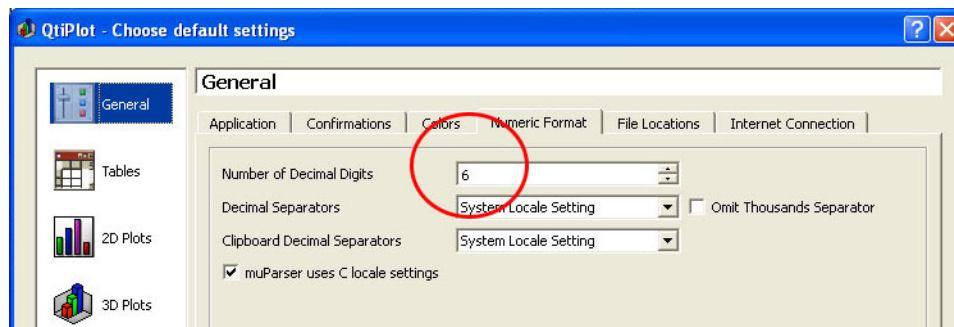 QtiPlot - Choose default settings
General
General
Application Confirmations Colors Numeric Format File Locations Internet Connection
Tables
Number of Decimal Digits 6
Decimal Separators System Locale Setting Omit Thousands Separator
2D Plots
Clipboard Decimal Separators System Locale Setting
muParser uses C locale settings
3D Plots